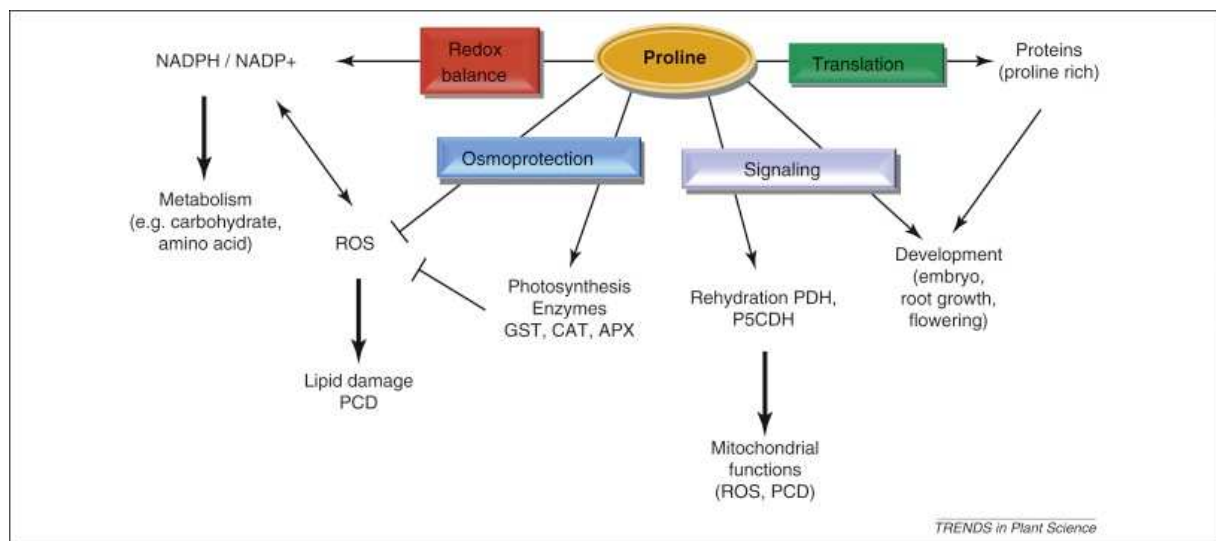 NADPH / NADP+
Redox
balance
Proline
Translation
Proteins
(proline rich)
Osmoprotection
Signaling
Metabolism
(e.g. carbohydrate,
amino acid)
ROS
Photosynthesis
Enzymes
GST, CAT, APX
Rehydration PDH,
P5CDH
Development
(embryo,
root growth,
flowering)
Lipid damage
PCD
Mitochondrial
functions
(ROS, PCD)
TRENDS in Plant Science